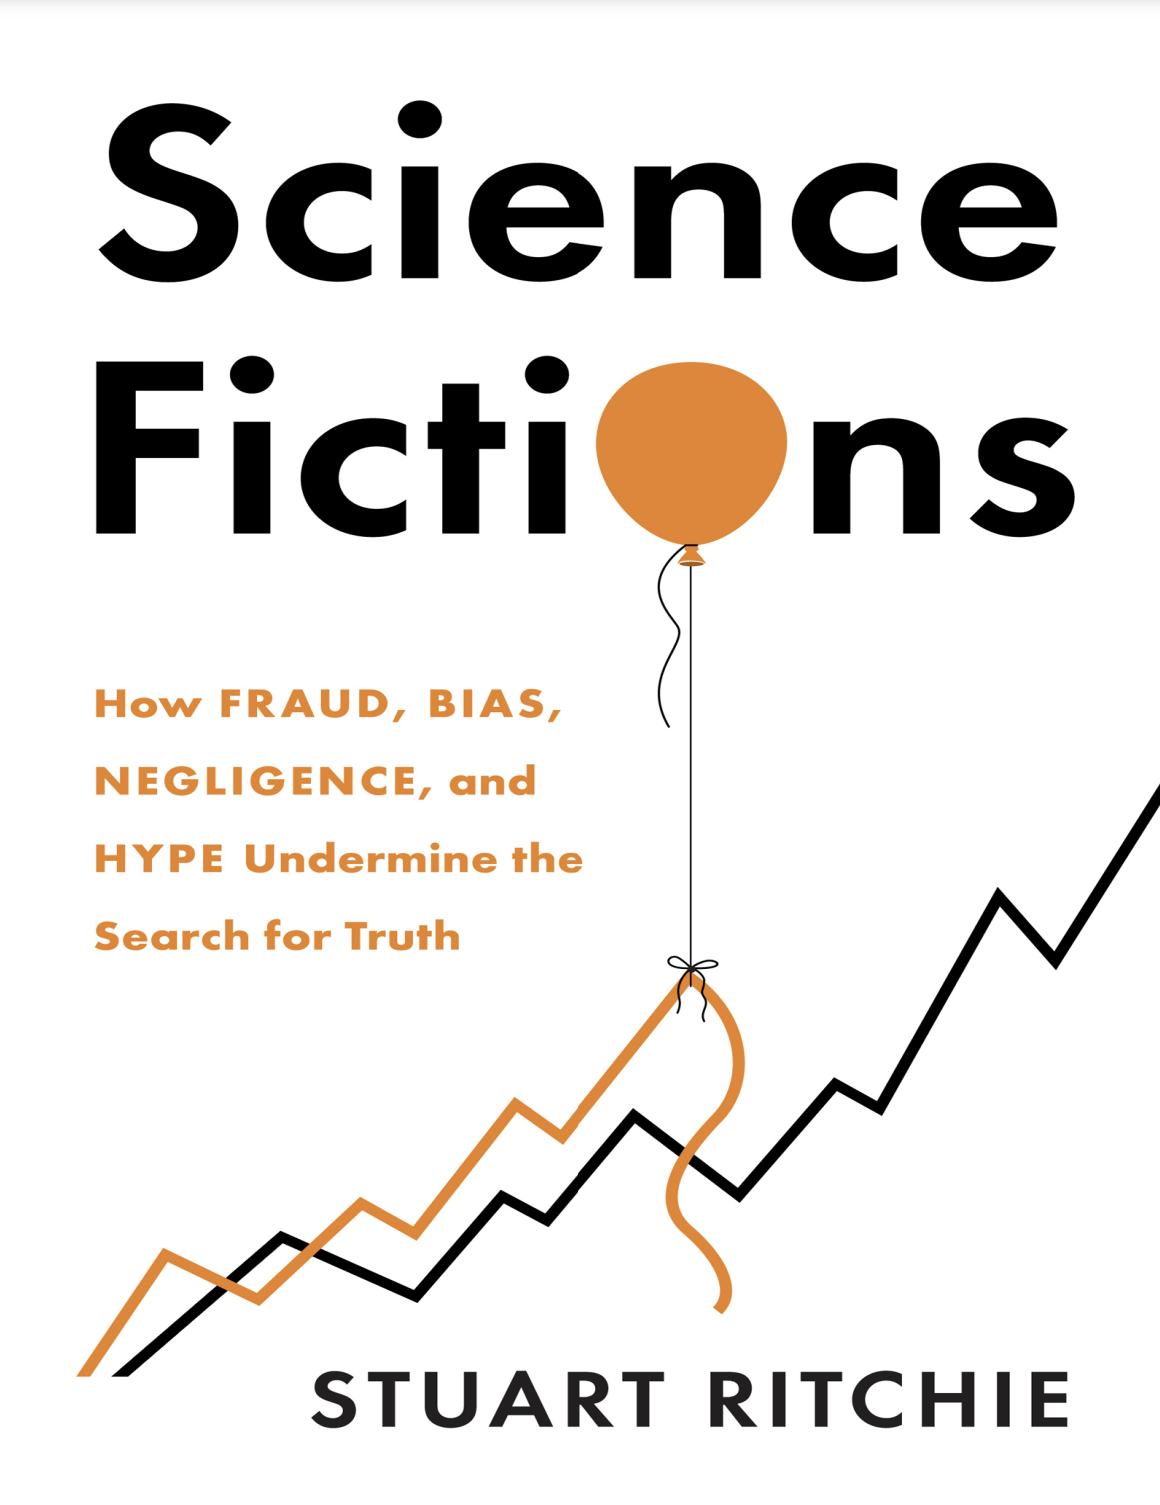 Science
Fictions
How FRAUD, BIAS,
NEGLIGENCE, and
HYPE Undermine the
Search for Truth
STUART RITCHIE